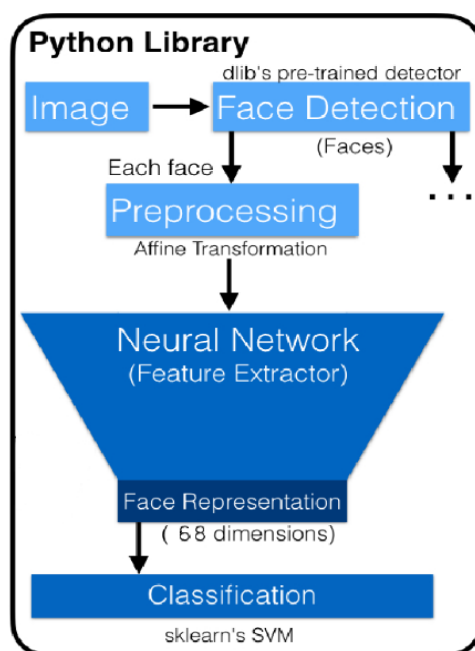 Python Library
dlib's pre-trained detector
Image
Face Detection
(Faces)
Each face
...
Preprocessing
Affine Transformation
Neural Network
(Feature Extractor)
Face Representation
( 68 dimensions)
Classification
sklearn's SVM